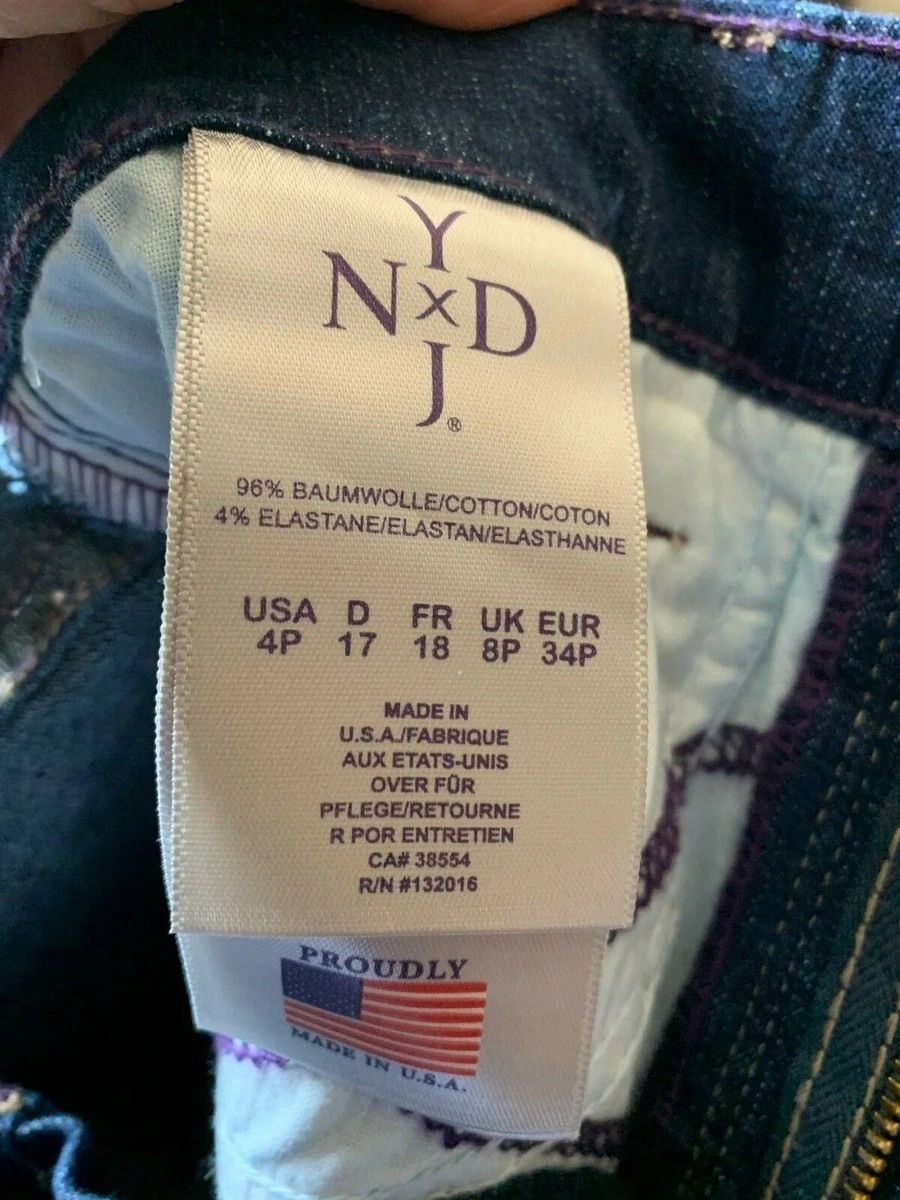 Y
N x D
J®
96% BAUMWOLLE/COTTON/COTON
4% ELASTANE/ELASTAN/ELASTHANNE
USA D FR UK EUR
4P 17 18 8P 34P
MADE IN
U.S.A./FABRIQUE
AUX ETATS-UNIS
OVER FÜR
PFLEGE/RETOURNE
R POR ENTRETIEN
CA# 38554
R/N #132016
PROUDLY
MADE IN U.S.A.